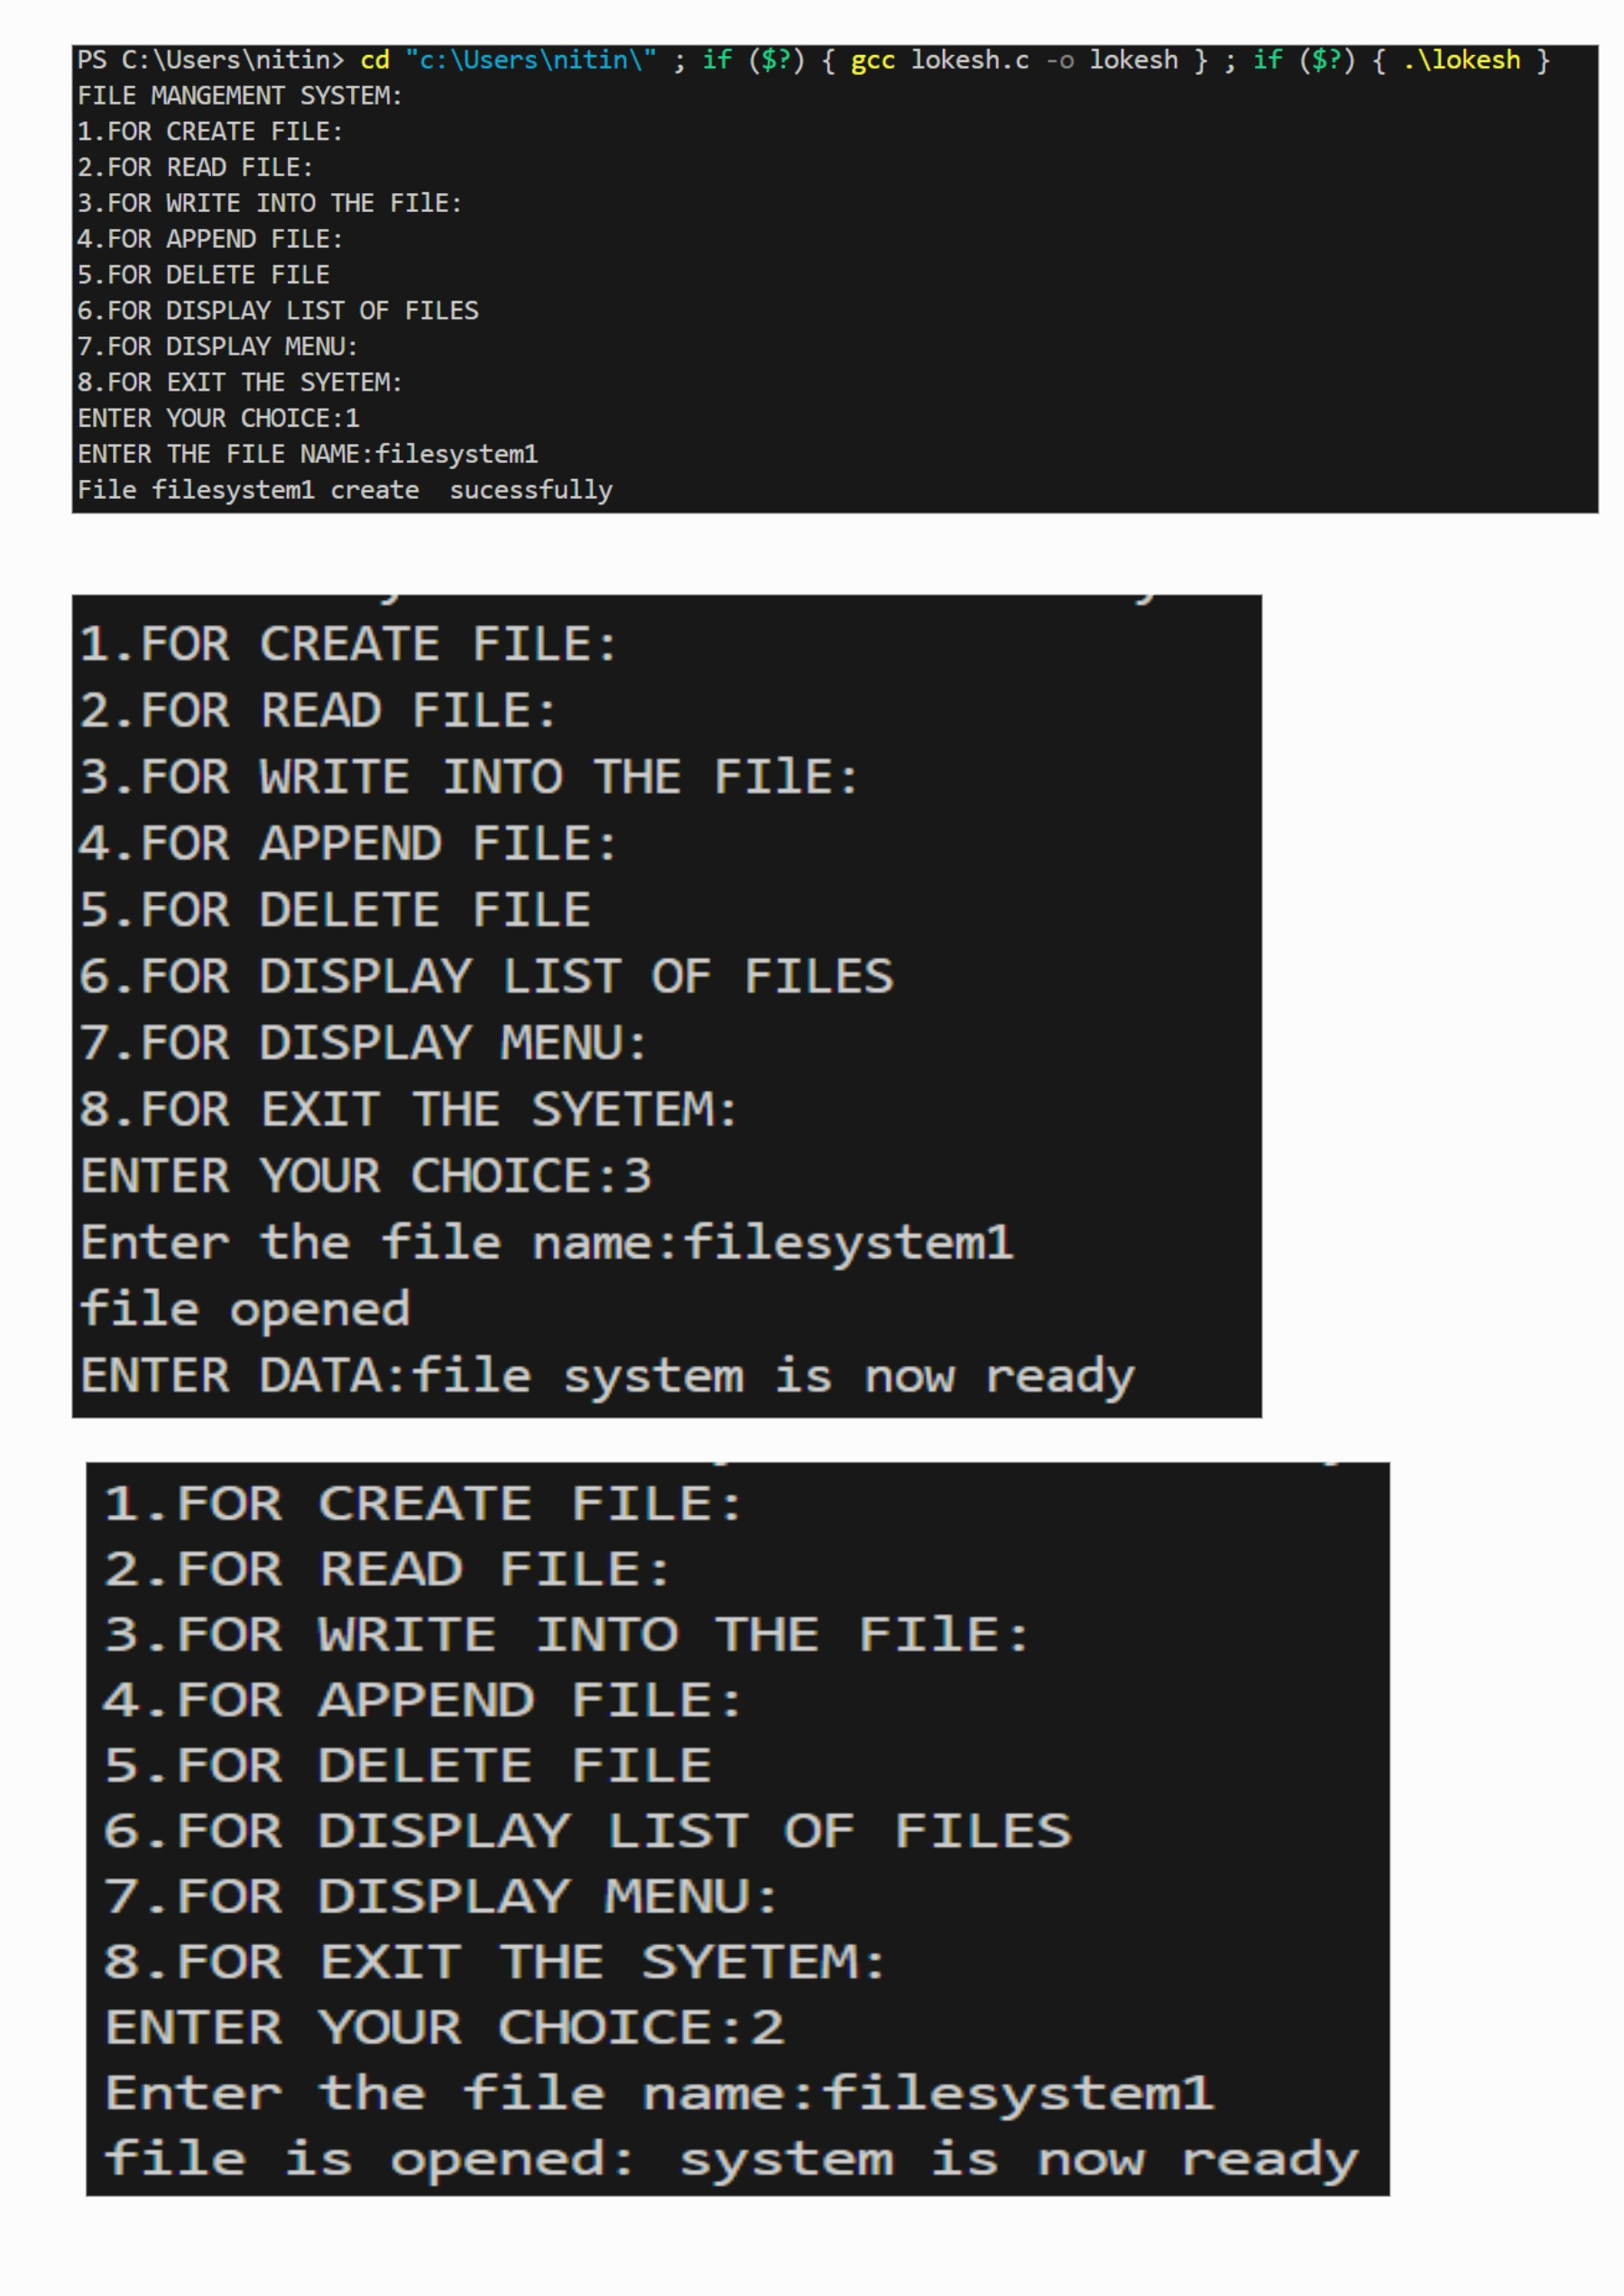 PS C:\Users\nitin> cd "c:\Users\nitin\" ; if ($?) { gcc lokesh.c -o lokesh } ; if ($?) { .\lokesh }
FILE MANGEMENT SYSTEM:
1.FOR CREATE FILE:
2.FOR READ FILE:
3.FOR WRITE INTO THE FIlE:
4.FOR APPEND FILE:
5.FOR DELETE FILE
6.FOR DISPLAY LIST OF FILES
7.FOR DISPLAY MENU:
8.FOR EXIT THE SYETEM:
ENTER YOUR CHOICE:1
ENTER THE FILE NAME:filesystem1
File filesystem1 create  sucessfully
1.FOR CREATE FILE:
2.FOR READ FILE:
3.FOR WRITE INTO THE FIlE:
4.FOR APPEND FILE:
5.FOR DELETE FILE
6.FOR DISPLAY LIST OF FILES
7.FOR DISPLAY MENU:
8.FOR EXIT THE SYETEM:
ENTER YOUR CHOICE:3
Enter the file name:filesystem1
file opened
ENTER DATA:file system is now ready
1.FOR CREATE FILE:
2.FOR READ FILE:
3.FOR WRITE INTO THE FIlE:
4.FOR APPEND FILE:
5.FOR DELETE FILE
6.FOR DISPLAY LIST OF FILES
7.FOR DISPLAY MENU:
8.FOR EXIT THE SYETEM:
ENTER YOUR CHOICE:2
Enter the file name:filesystem1
file is opened: system is now ready